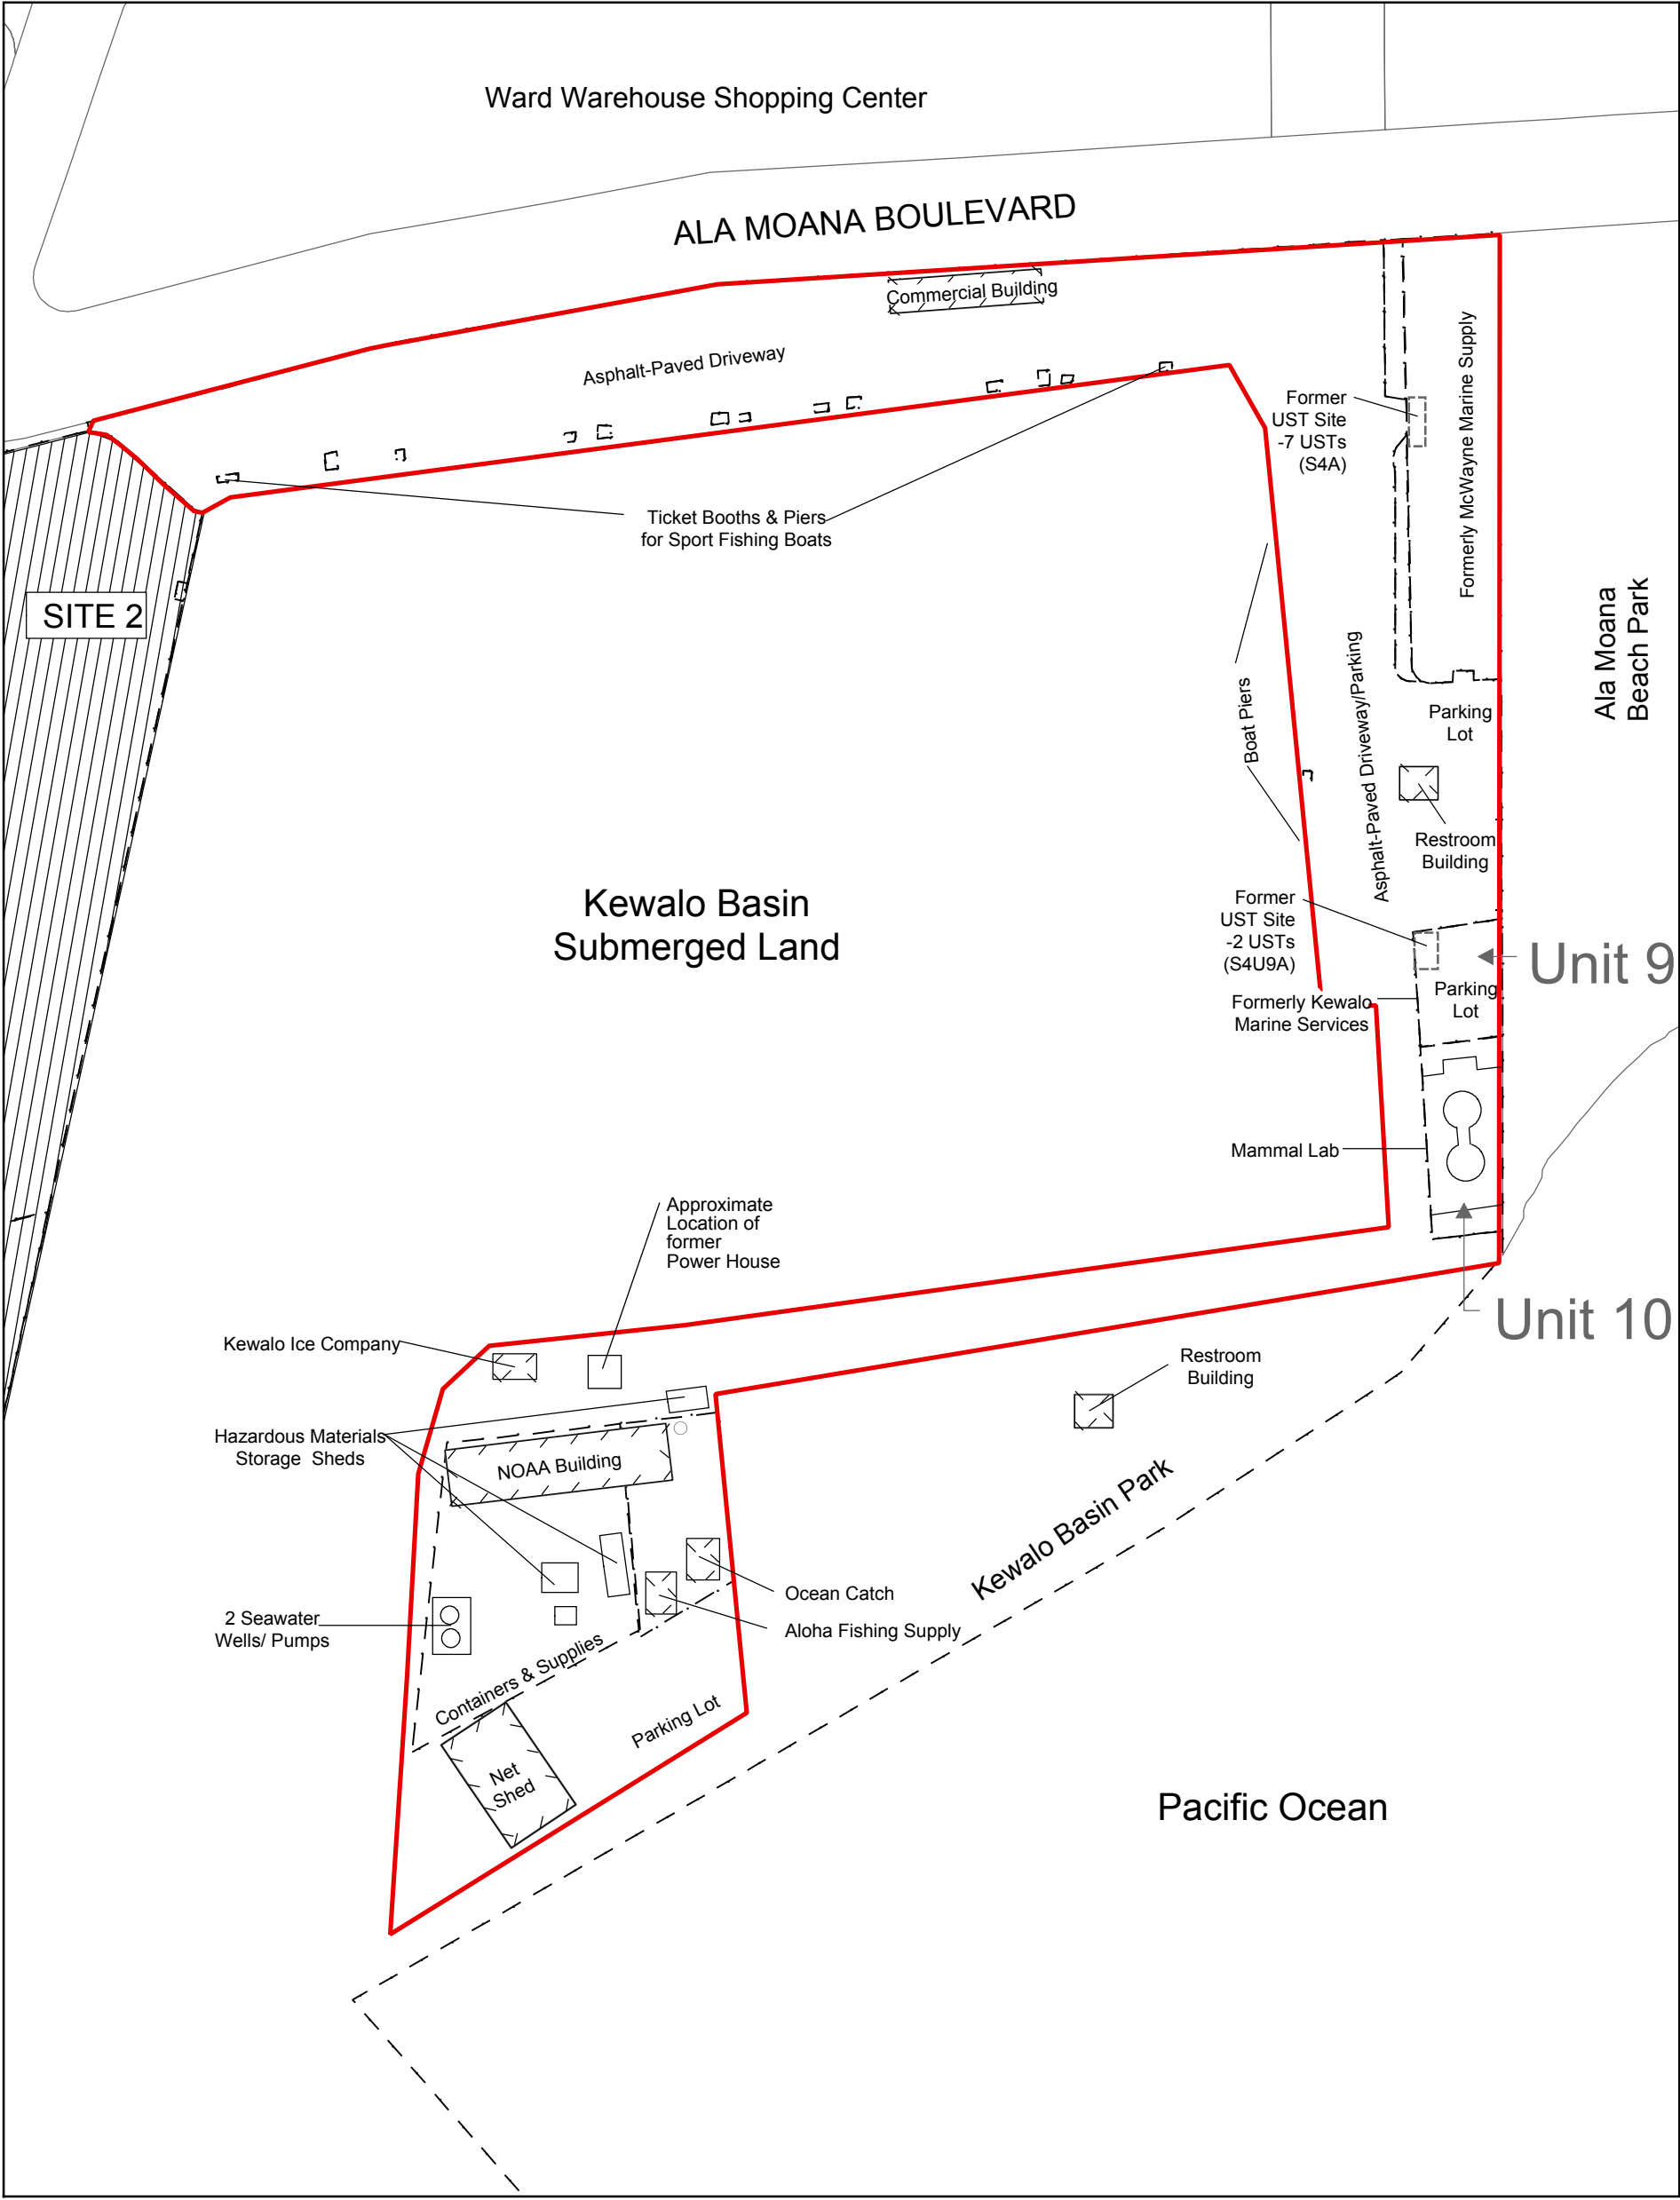 Ward Warehouse Shopping Center
ALA MOANA BOULEVARD
Commercial Building
Asphalt-Paved Driveway
Former
UST Site
-7 USTs
(S4A)
Formerly McWayne Marine Supply
Ticket Booths & Piers
for Sport Fishing Boats
SITE 2
Ala Moana
Beach Park
Boat Piers
Asphalt-Paved Driveway/Parking
Parking
Lot
Restroom
Building
Kewalo Basin
Submerged Land
Former
UST Site
-2 USTs
(S4U9A)
Unit 9
Formerly Kewalo
Marine Services
Parking
Lot
Mammal Lab
Approximate
Location of
former
Power House
Unit 10
Kewalo Ice Company
Restroom
Building
Hazardous Materials
Storage Sheds
NOAA Building
Kewalo Basin Park
Ocean Catch
Aloha Fishing Supply
2 Seawater
Wells/ Pumps
Containers & Supplies
Parking Lot
Net
Shed
Pacific Ocean